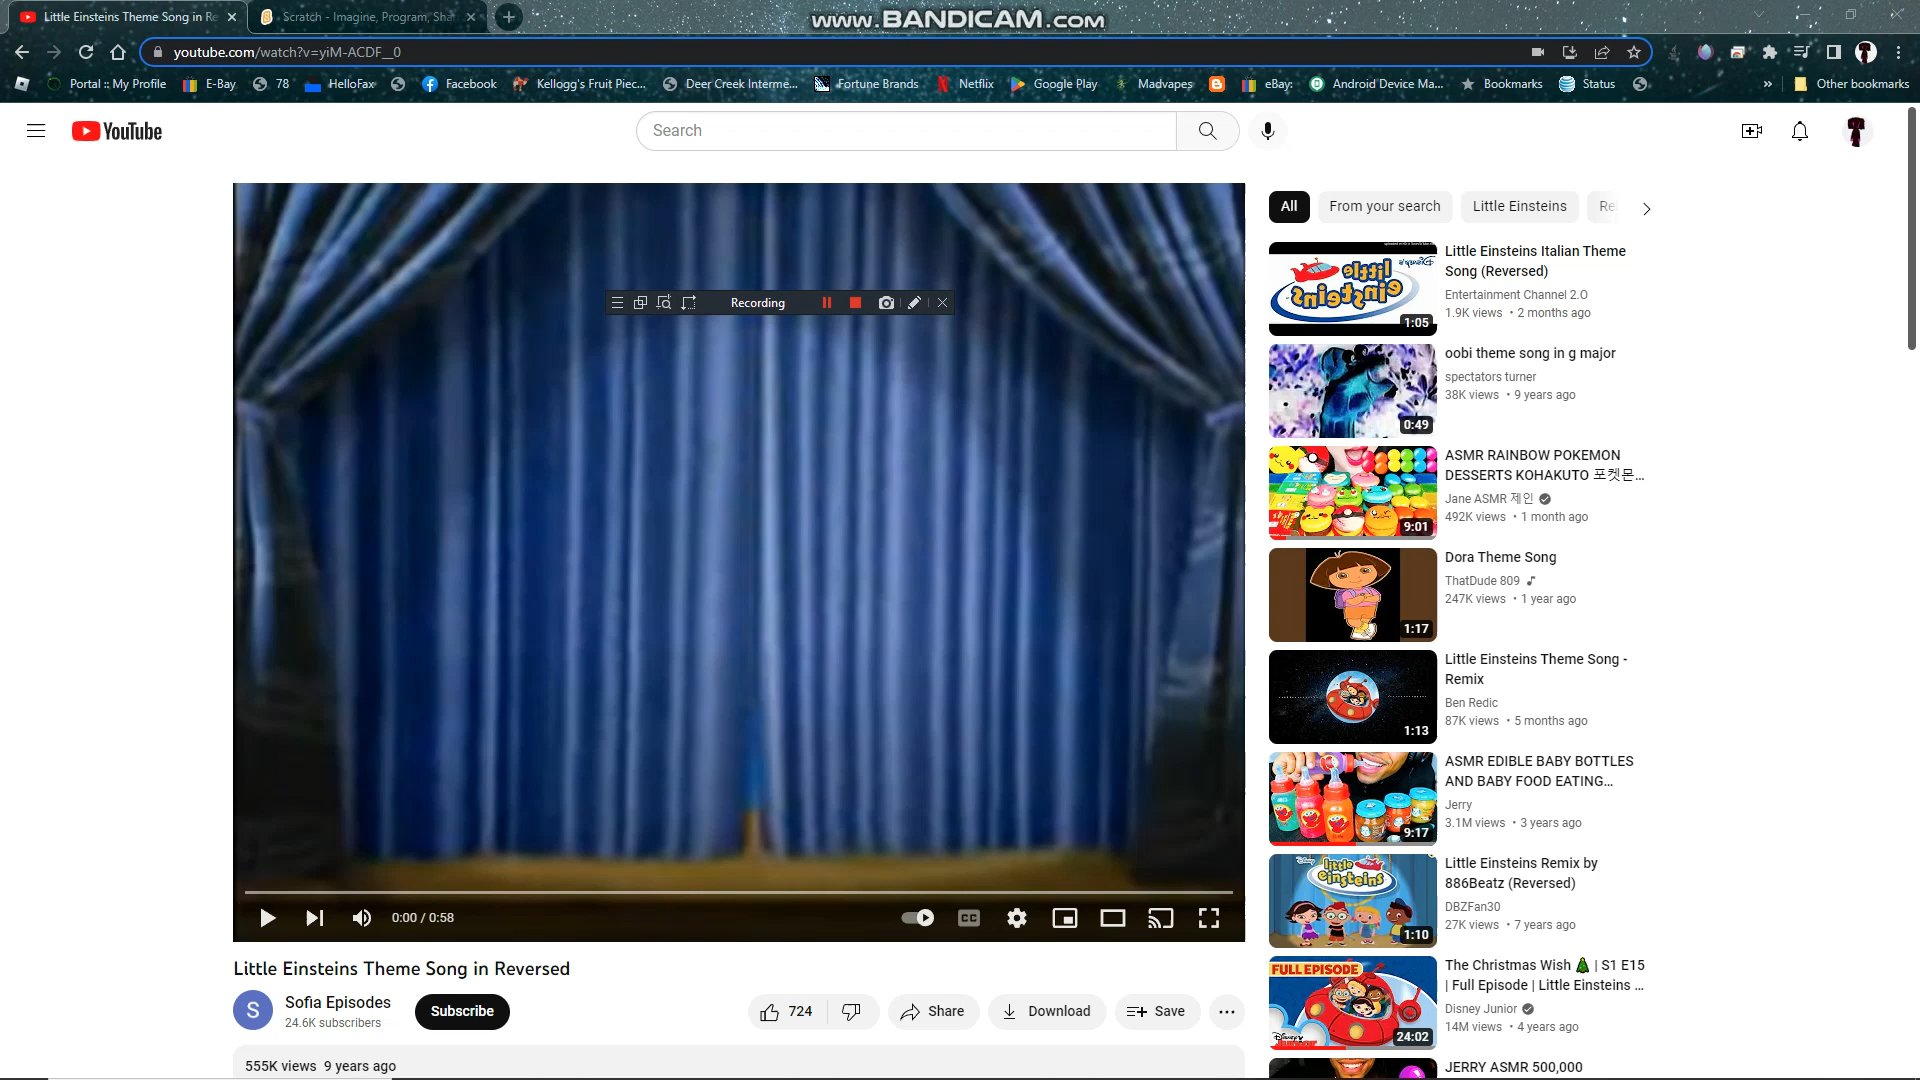 Little Einsteins Theme Song in Re
Scratch - Imagine, Program, Sha
www.BANDICAM.com
youtube.com/watch?v=yiM-ACDF__0
Portal :: My Profile
E-Bay
78
HelloFax
Facebook
Kellogg's Fruit Piec...
Deer Creek Interme...
Fortune Brands
Netflix
Google Play
Madvapes
eBay:
Android Device Ma...
Bookmarks
Status
»
Other bookmarks
YouTube
Search
Recording
0:00 / 0:58
CC
Little Einsteins Theme Song in Reversed
S
Sofia Episodes
24.6K subscribers
Subscribe
724
Share
Download
Save
555K views 9 years ago
All
From your search
Little Einsteins
Re
Little Einsteins Italian Theme
Song (Reversed)
Entertainment Channel 2.0
1.9K views • 2 months ago
little
einsteins
1:05
oobi theme song in g major
spectators turner
38K views • 9 years ago
0:49
ASMR RAINBOW POKEMON
DESSERTS KOHAKUTO 포켓몬...
Jane ASMR 제인
492K views • 1 month ago
9:01
Dora Theme Song
ThatDude 809
247K views • 1 year ago
1:17
Little Einsteins Theme Song -
Remix
Ben Redic
87K views • 5 months ago
1:13
ASMR EDIBLE BABY BOTTLES
AND BABY FOOD EATING...
Jerry
3.1M views • 3 years ago
9:17
Little Einsteins Remix by
886Beatz (Reversed)
DBZFan30
27K views • 7 years ago
little
einsteins
1:10
The Christmas Wish 🎄 | S1 E15
| Full Episode | Little Einsteins ...
Disney Junior
14M views • 4 years ago
FULL EPISODE
Disney
JUNIOR
24:02
JERRY ASMR 500,000